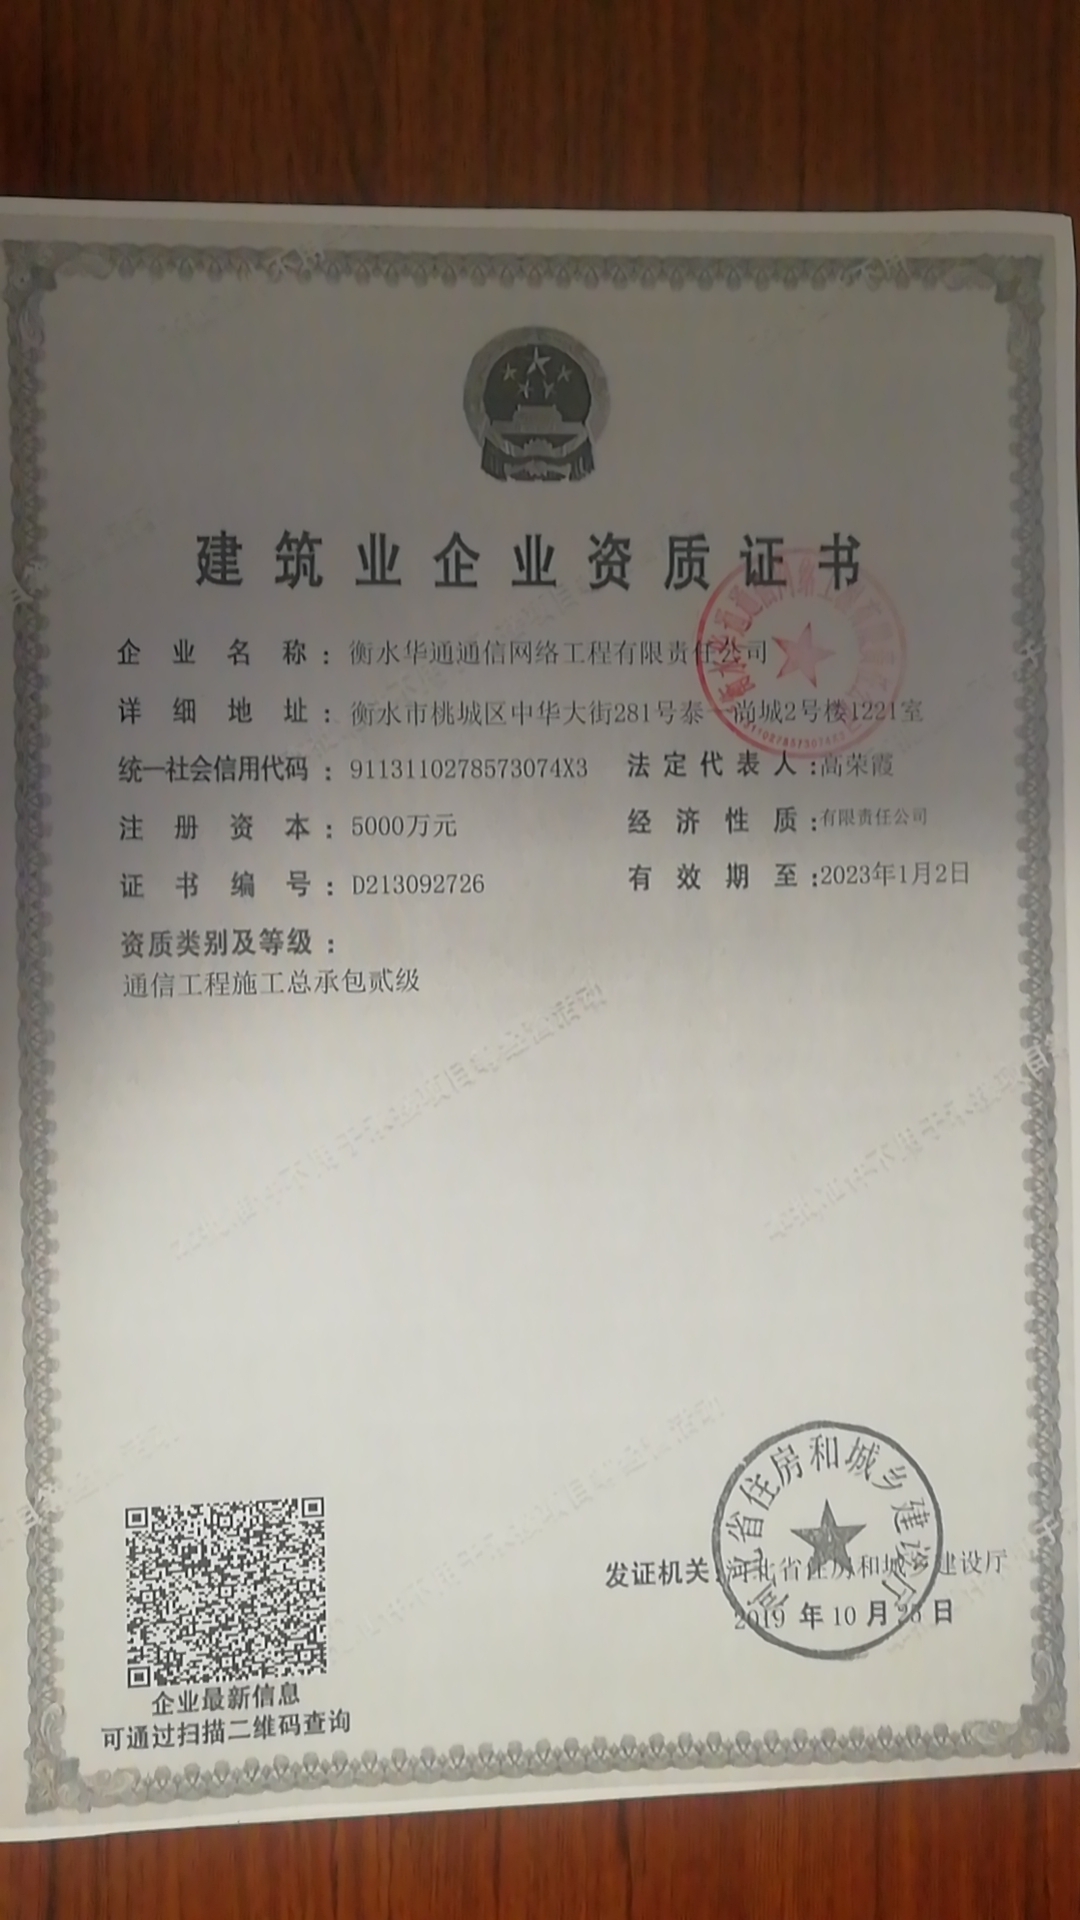 建筑业企业资质证书
企业名称：衡水华通通信网络工程有限责任公司
详细地址：衡水市桃城区中华大街281号泰一尚城2号楼1221室
统一社会信用代码：9113110278573074X3 法定代表人：高荣霞
注册资本：5000万元 经济性质：有限责任公司
证书编号：D213092726 有效期至：2023年1月2日
资质类别及等级：
通信工程施工总承包贰级
河北省住房和城乡建设厅
发证机关：河北省住房和城乡建设厅
2019年10月25日
企业最新信息
可通过扫描二维码查询